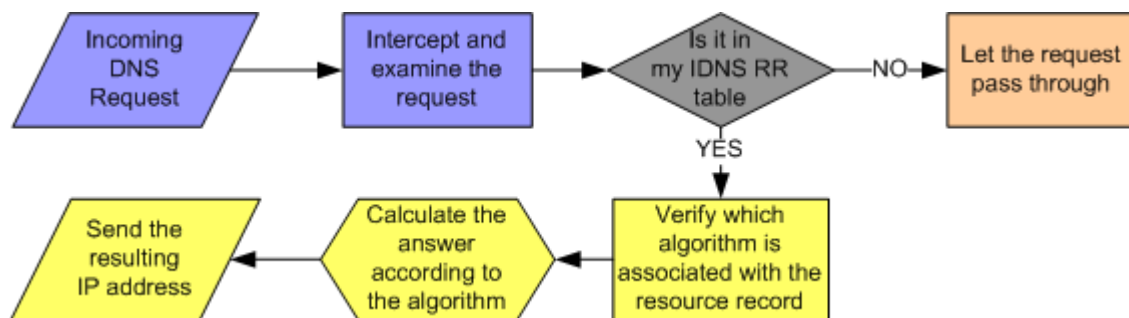 Incoming
DNS
Request
Intercept and
examine the
request
Is it in
my IDNS RR
table
NO
Let the request
pass through
YES
Verify which
algorithm is
associated with the
resource record
Calculate the
answer
according to
the algorithm
Send the
resulting
IP address